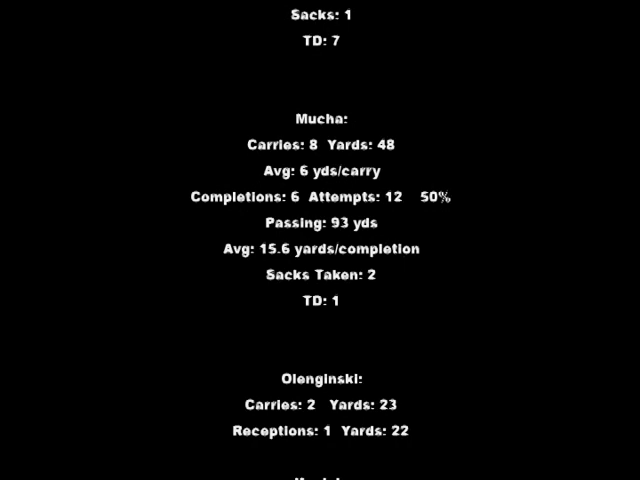 Sacks: 1
TD: 7
Mucha:
Carries: 8 Yards: 48
Avg: 6 yds/carry
Completions: 6 Attempts: 12 50%
Passing: 93 yds
Avg: 15.6 yards/completion
Sacks Taken: 2
TD: 1
Olenginski:
Carries: 2 Yards: 23
Receptions: 1 Yards: 22